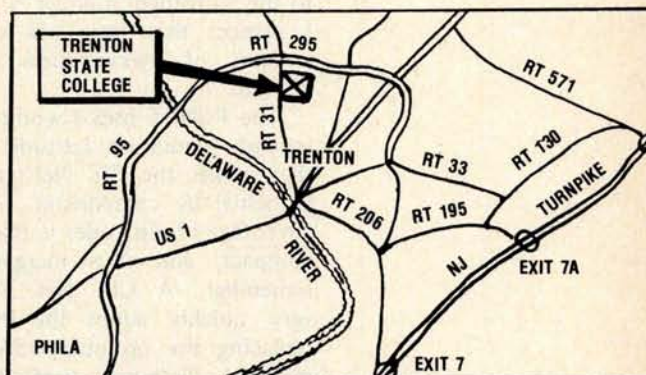 TRENTON
STATE
COLLEGE
RT 295
RT 571
RT 31
RT 95
DELAWARE
TRENTON
RT 33
RT 130
TURNPIKE
RT 206
RT 195
US 1
RIVER
NJ
EXIT 7A
PHILA
EXIT 7